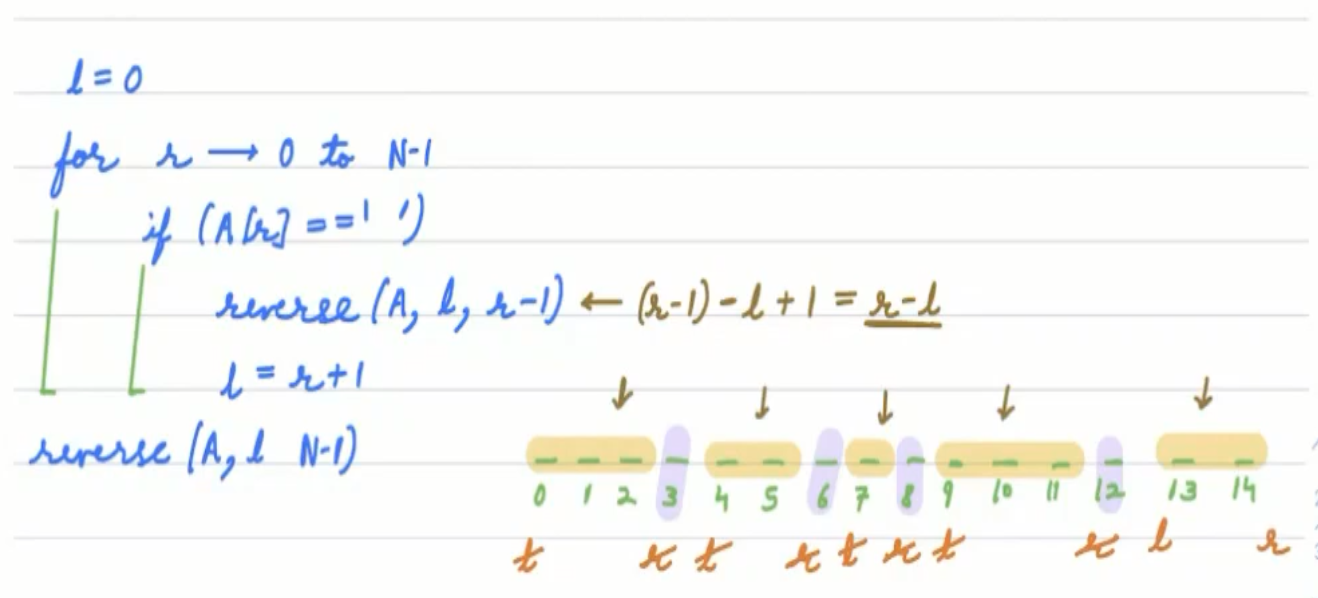 l = 0
for r → 0 to N-1
if (A[r] == ' ')
reverse (A, l, r-1) ← (r-1) - l + 1 = r-l
l = r+1
reverse (A, l N-1)
0 1 2 3 4 5 6 7 8 9 10 11 12 13 14
l r l r l r l r l r